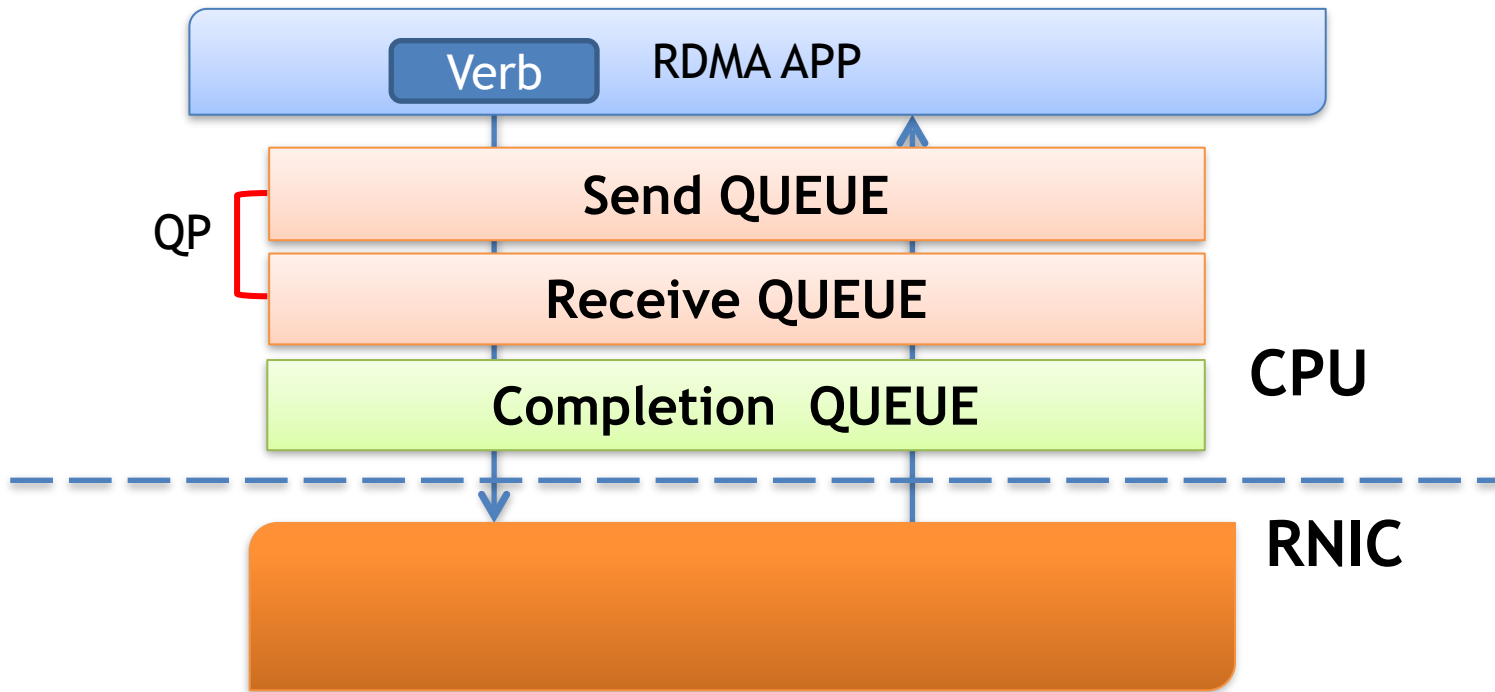 Verb
RDMA APP
Send QUEUE
QP
Receive QUEUE
CPU
Completion  QUEUE
RNIC